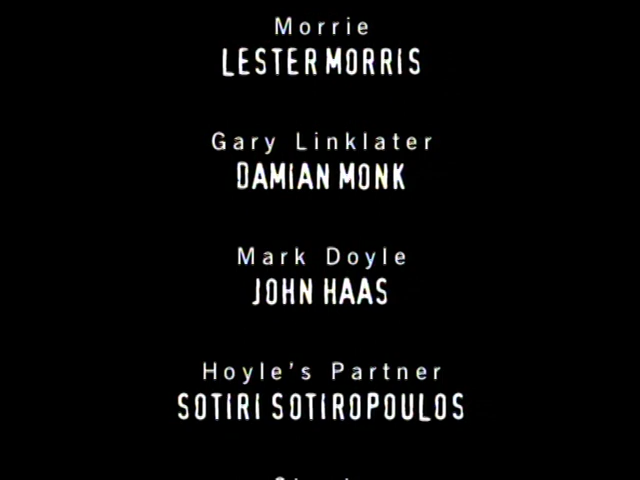 Morrie
LESTER MORRIS
Gary Linklater
DAMIAN MONK
Mark Doyle
JOHN HAAS
Hoyle's Partner
SOTIRI SOTIROPOULOS